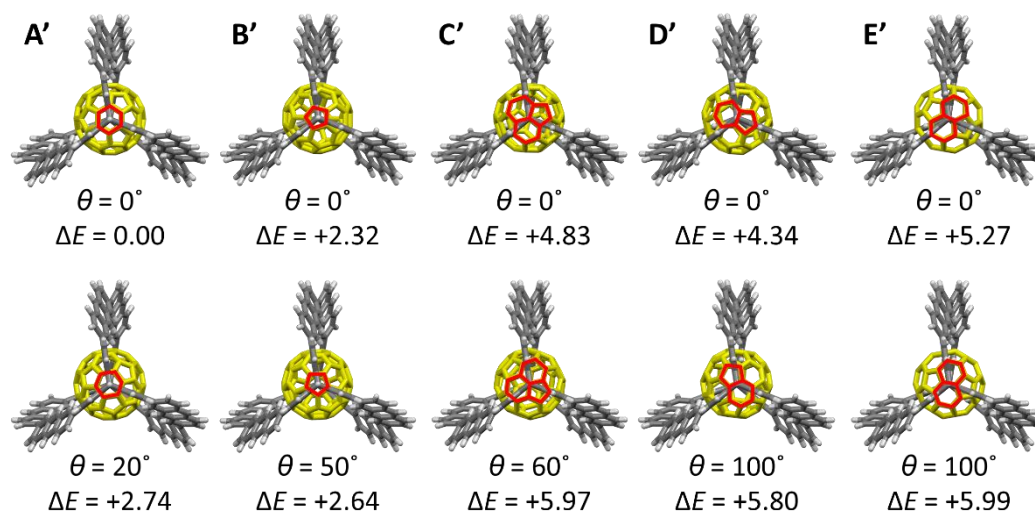 A’ B’ C’ D’ E’
θ = 0˚ θ = 0˚ θ = 0˚ θ = 0˚ θ = 0˚
ΔE = 0.00 ΔE = +2.32 ΔE = +4.83 ΔE = +4.34 ΔE = +5.27
θ = 20˚ θ = 50˚ θ = 60˚ θ = 100˚ θ = 100˚
ΔE = +2.74 ΔE = +2.64 ΔE = +5.97 ΔE = +5.80 ΔE = +5.99